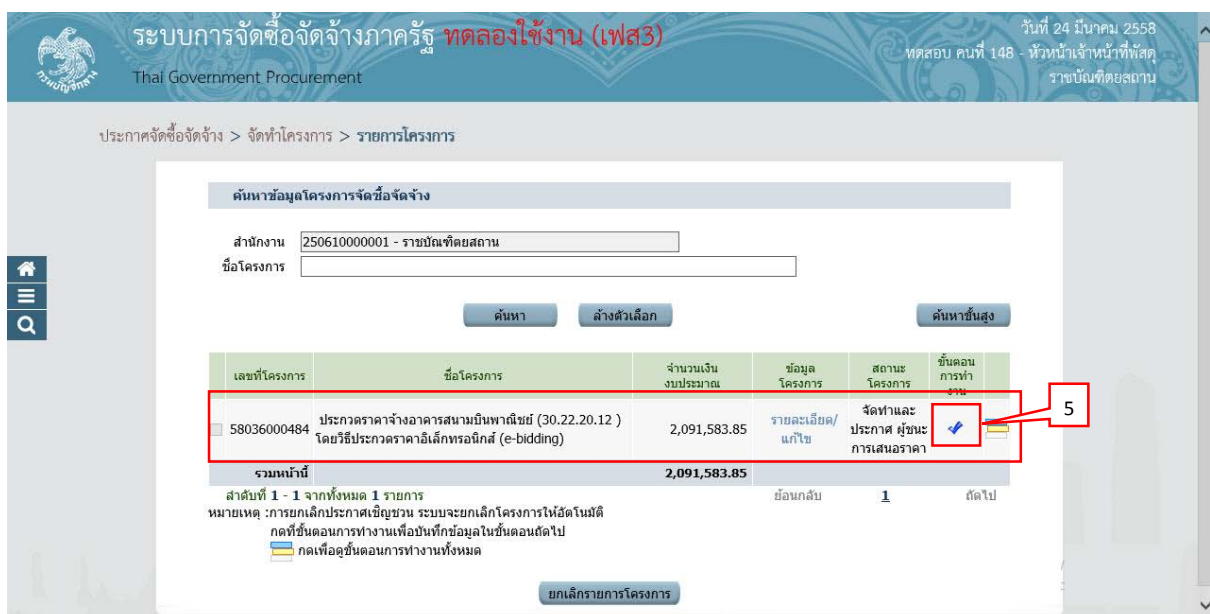 ระบบการจัดซื้อจัดจ้างภาครัฐ ทดลองใช้งาน (เฟส3)
Thai Government Procurement
วันที่ 24 มีนาคม 2558
ทดสอบ คนที่ 148 - หัวหน้าเจ้าหน้าที่พัสดุ
ราชบัณฑิตยสถาน
กรมบัญชีกลาง
ประกาศจัดซื้อจัดจ้าง > จัดทำโครงการ > รายการโครงการ
ค้นหาข้อมูลโครงการจัดซื้อจัดจ้าง
สำนักงาน 250610000001 - ราชบัณฑิตยสถาน
ชื่อโครงการ
ค้นหา ล้างตัวเลือก ค้นหาขั้นสูง
เลขที่โครงการ ชื่อโครงการ จำนวนเงิน งบประมาณ ข้อมูล โครงการ สถานะ โครงการ ขั้นตอน การทำ งาน
58036000484 ประกวดราคาจ้างอาคารสนามบินพาณิชย์ (30.22.20.12 ) โดยวิธีประกวดราคาอิเล็กทรอนิกส์ (e-bidding) 2,091,583.85 รายละเอียด/ แก้ไข จัดทำและ ประกาศ ผู้ชนะ การเสนอราคา
5
รวมหน้านี้ 2,091,583.85
ลำดับที่ 1 - 1 จากทั้งหมด 1 รายการ ย้อนกลับ 1 ถัดไป
หมายเหตุ :การยกเลิกประกาศเชิญชวน ระบบจะยกเลิกโครงการให้อัตโนมัติ
กดที่ขั้นตอนการทำงานเพื่อบันทึกข้อมูลในขั้นตอนถัดไป
กดเพื่อดูขั้นตอนการทำงานทั้งหมด
ยกเลิกรายการโครงการ